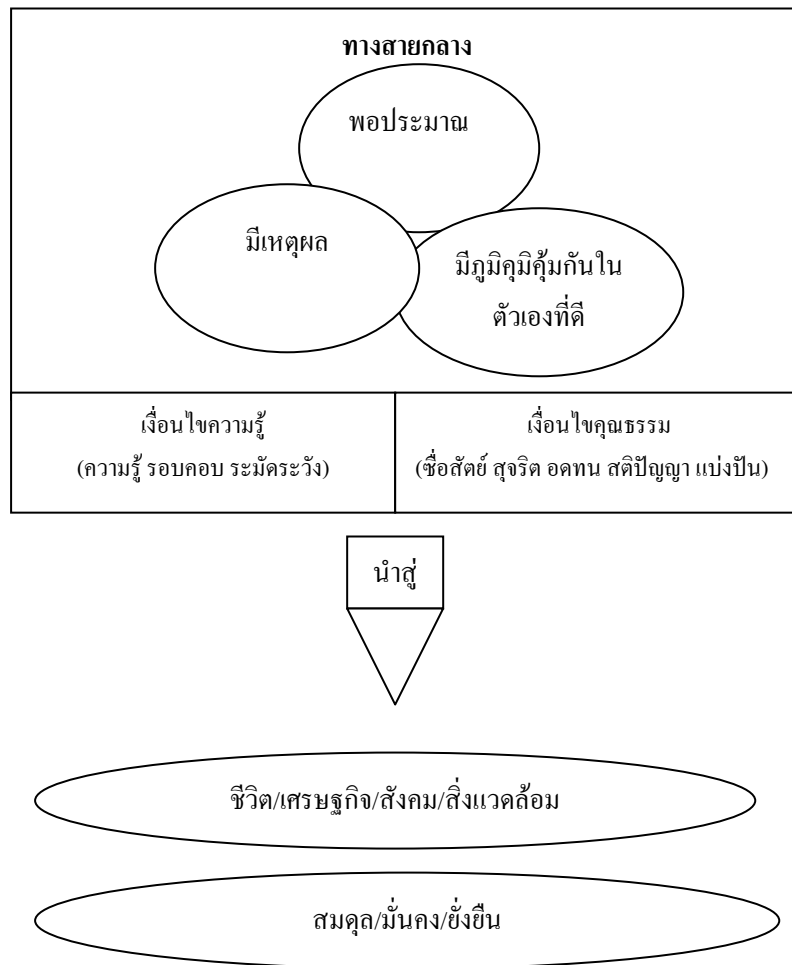 ทางสายกลาง
พอประมาณ
มีเหตุผล
มีภูมิคุมิคุ้มกันใน
ตัวเองที่ดี
เงื่อนไขความรู้
(ความรู้ รอบคอบ ระมัดระวัง)
เงื่อนไขคุณธรรม
(ซื่อสัตย์ สุจริต อดทน สติปัญญา แบ่งปัน)
นำสู่
ชีวิต/เศรษฐกิจ/สังคม/สิ่งแวดล้อม
สมดุล/มั่นคง/ยั่งยืน